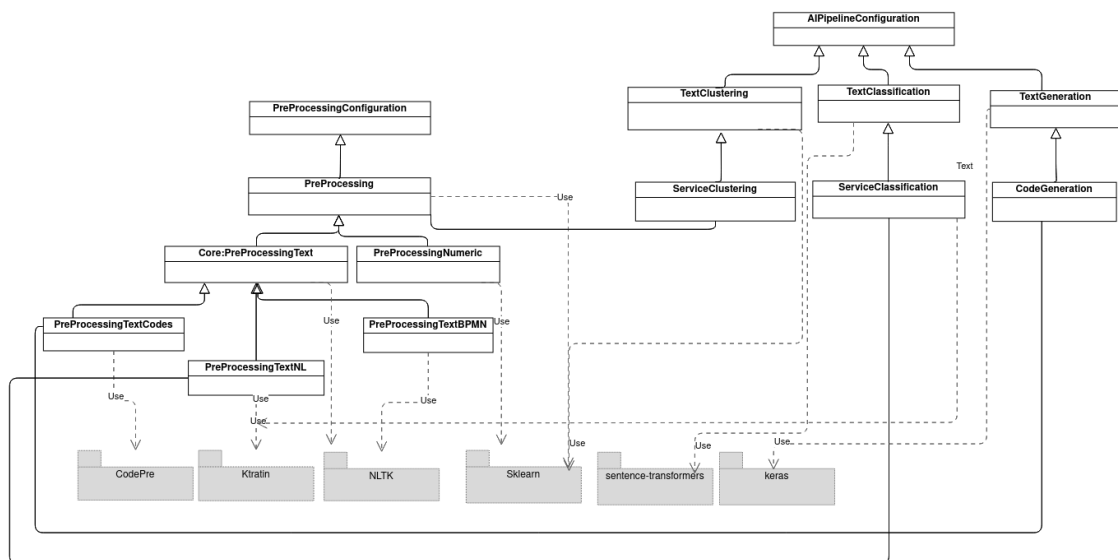 AIPipelineConfiguration
TextClustering
TextClassification
TextGeneration
PreProcessingConfiguration
Text
PreProcessing
ServiceClustering
ServiceClassification
CodeGeneration
Use
Core:PreProcessingText
PreProcessingNumeric
PreProcessingTextCodes
Use
PreProcessingTextBPMN
Use
PreProcessingTextNL
Use
Use
Use
Use
Use
Use
Use
CodePre
Ktratin
NLTK
Sklearn
sentence-transformers
keras